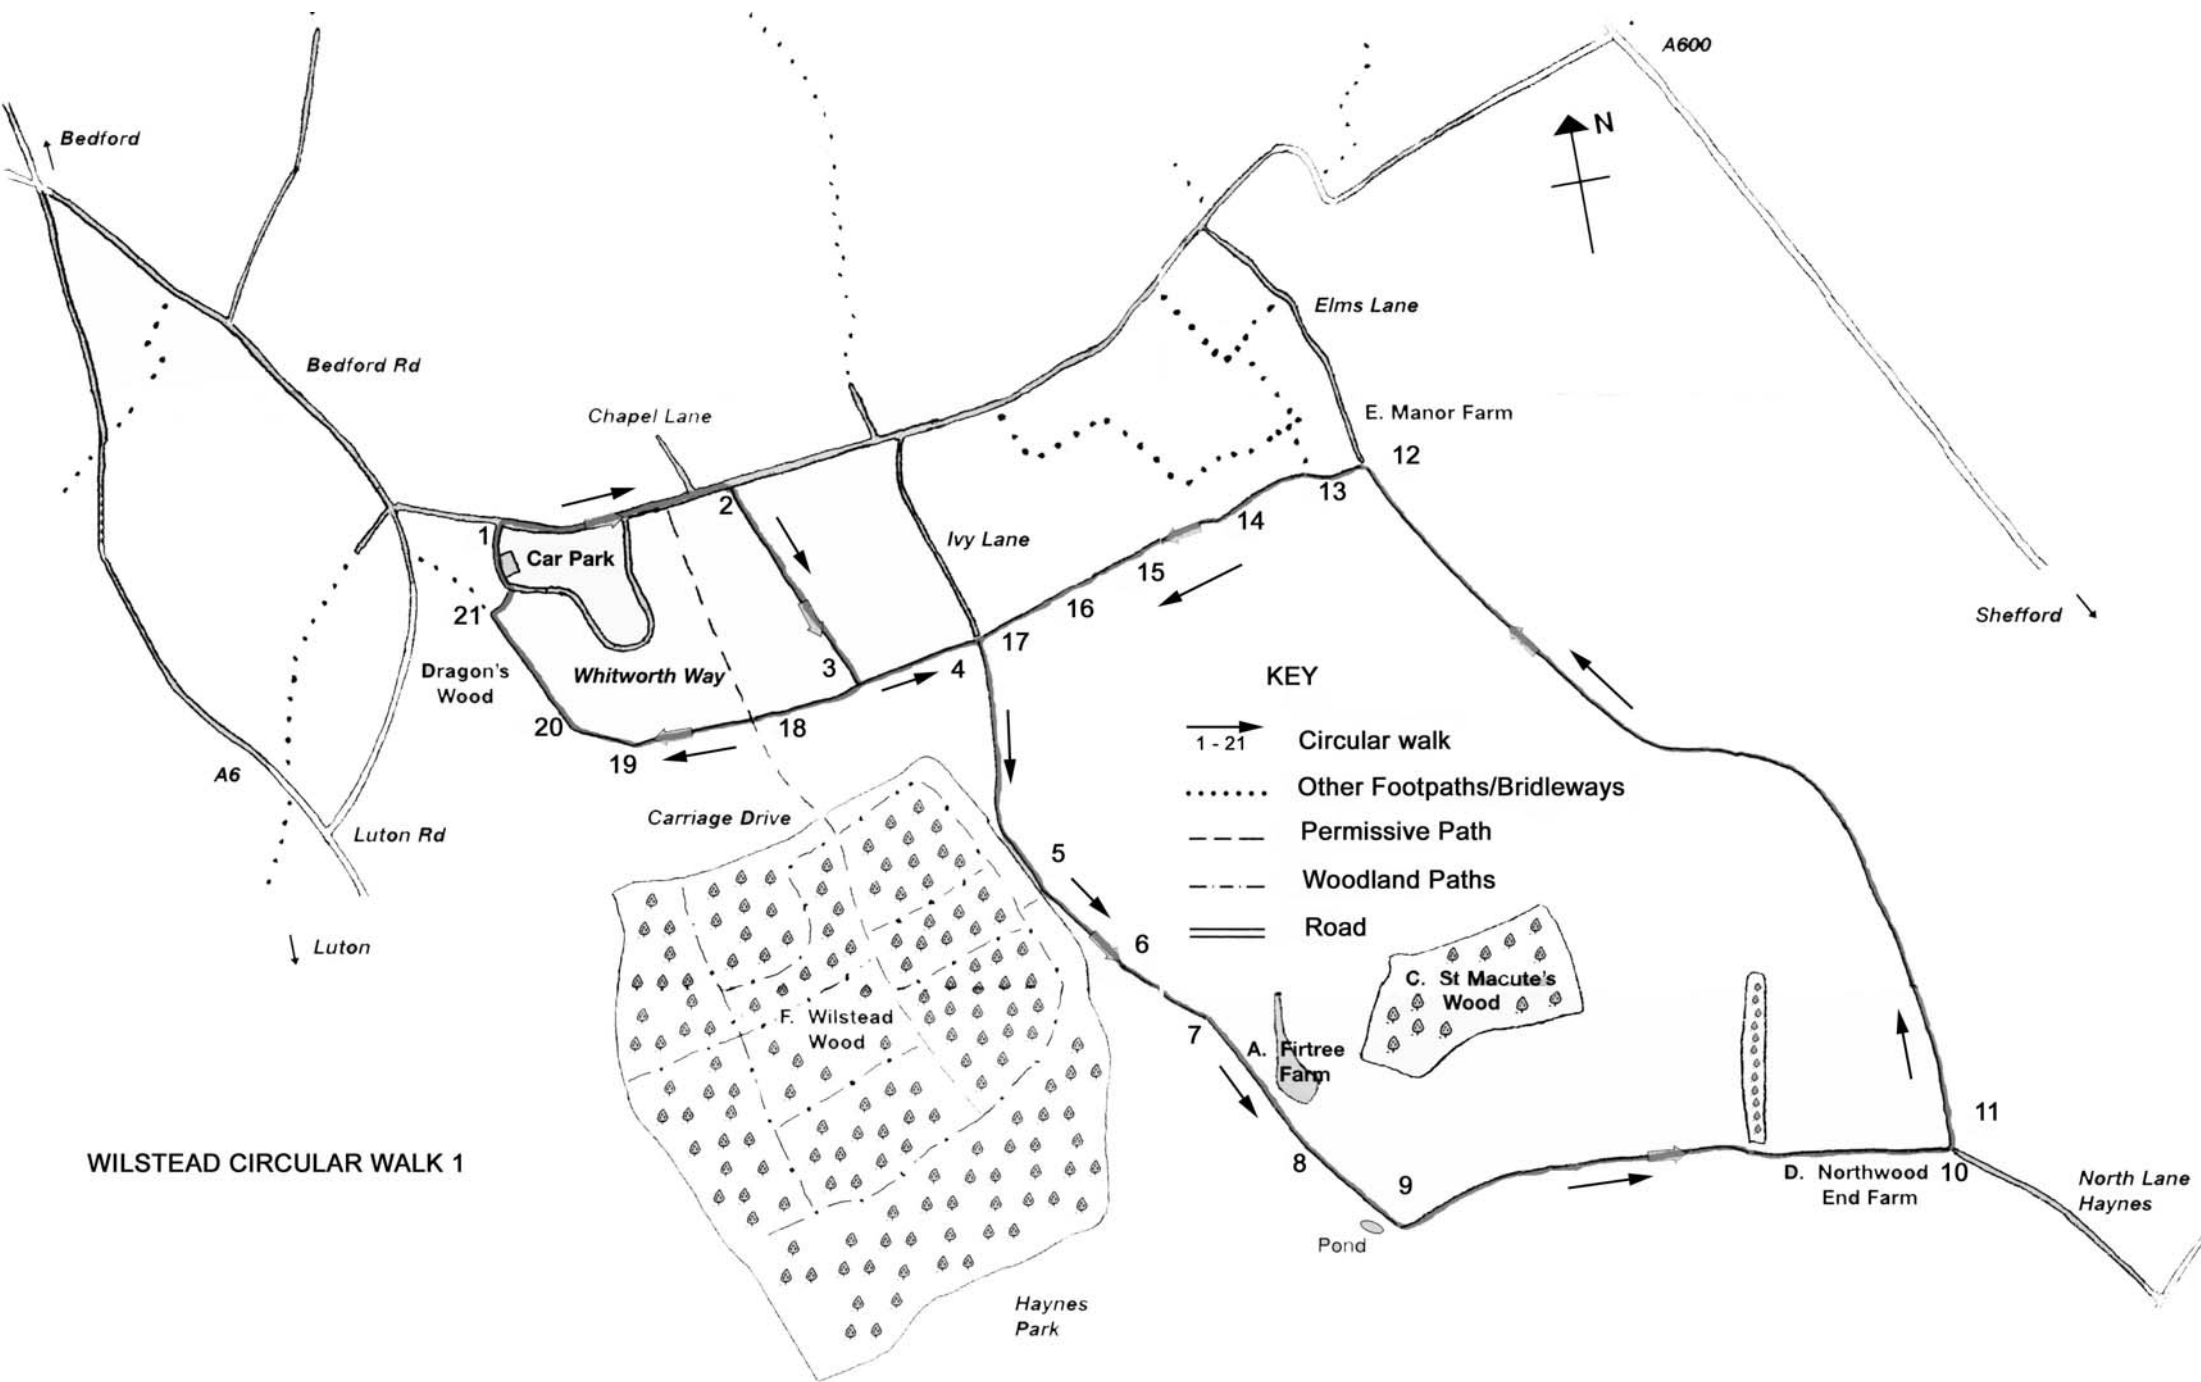 A600
N
Bedford
Elms Lane
Bedford Rd
Chapel Lane
E. Manor Farm
12
2
13
1
14
Car Park
Ivy Lane
15
16
21
Shefford
17
3
4
Dragon's
Wood
Whitworth Way
KEY
20
18
19
1 - 21
Circular walk
Other Footpaths/Bridleways
Permissive Path
Woodland Paths
Road
A6
Carriage Drive
Luton Rd
5
6
Luton
C. St Macute's
Wood
F. Wilstead
Wood
7
A. Firtree
Farm
11
WILSTEAD CIRCULAR WALK 1
8
9
D. Northwood
End Farm
10
North Lane
Haynes
Pond
Haynes
Park